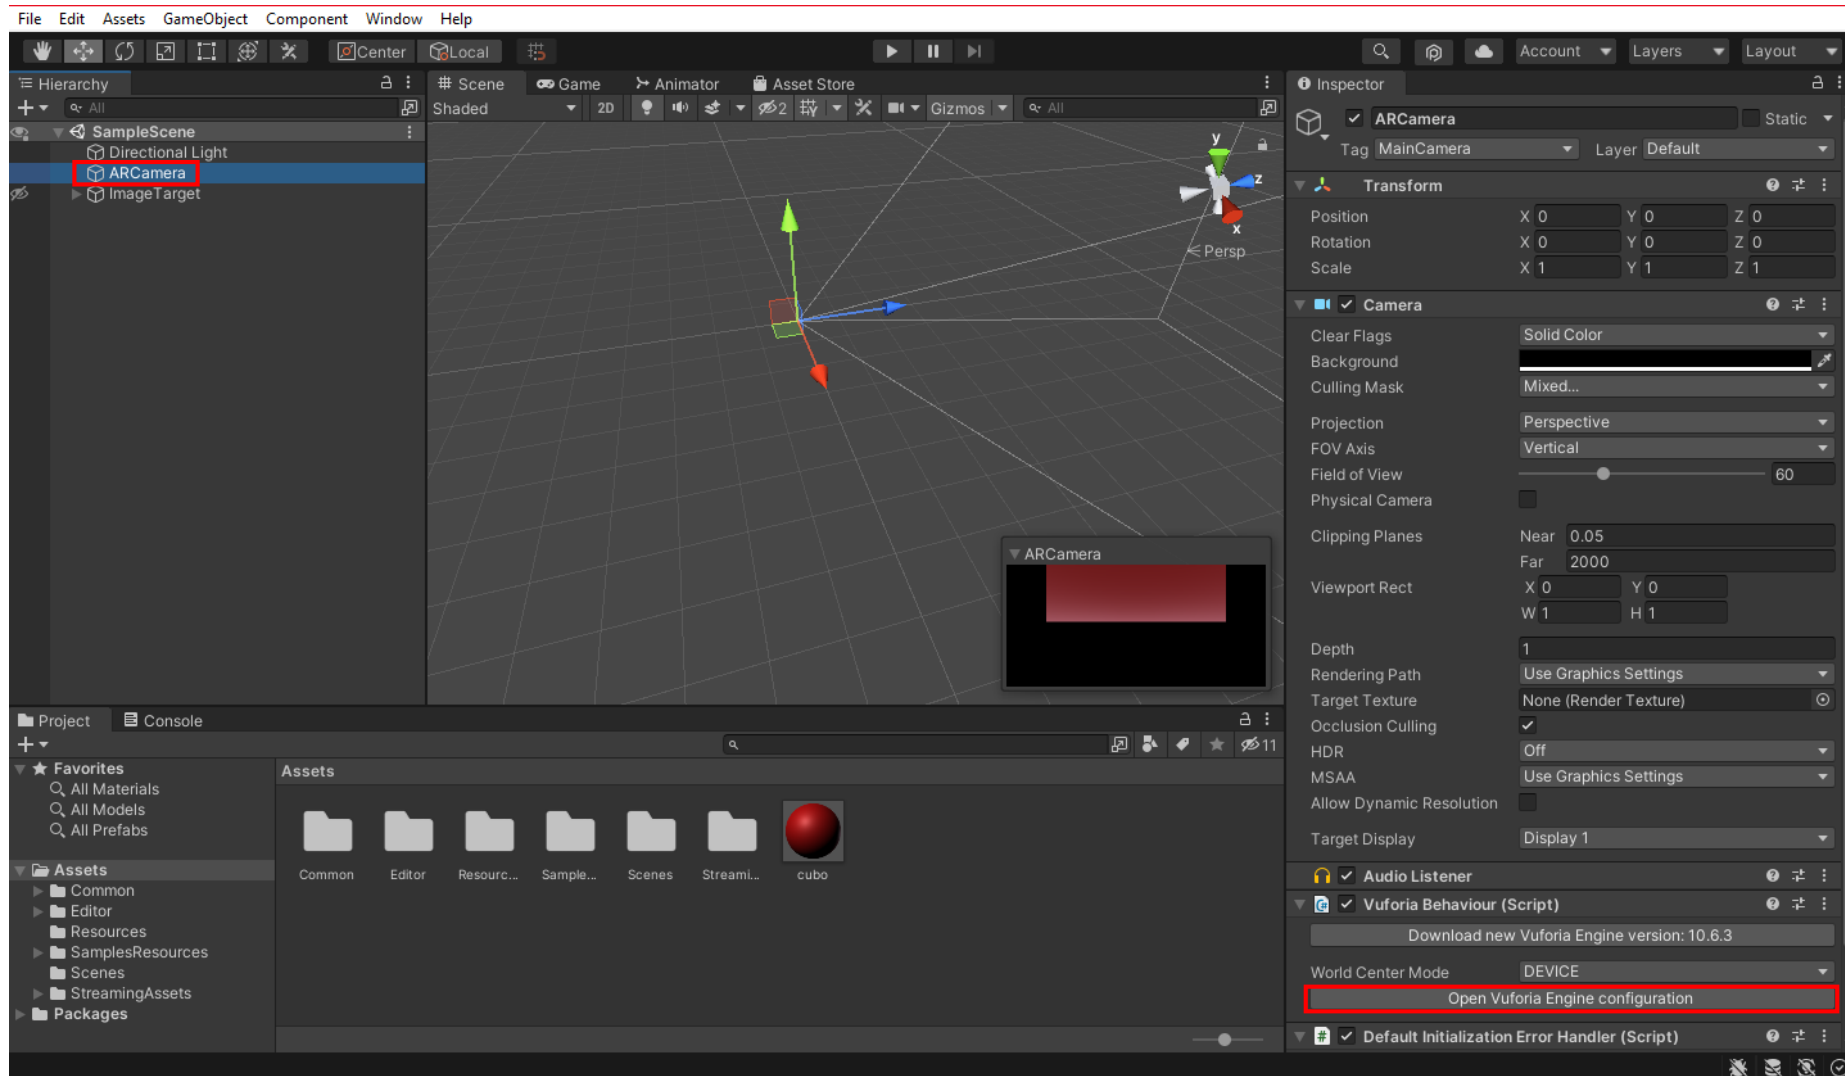 File Edit Assets GameObject Component Window Help
Center Local Account Layers Layout
Hierarchy
All
SampleScene
Directional Light
ARCamera
ImageTarget
Scene Game Animator Asset Store
Shaded 2D 2 Gizmos All
y
z
x
Persp
ARCamera
Project Console
11
Favorites
All Materials
All Models
All Prefabs
Assets
Common
Editor
Resources
SamplesResources
Scenes
StreamingAssets
Packages
Assets
Common Editor Resourc... Sample... Scenes Streami... cubo
Inspector
ARCamera Static
Tag MainCamera Layer Default
Transform
Position X 0 Y 0 Z 0
Rotation X 0 Y 0 Z 0
Scale X 1 Y 1 Z 1
Camera
Clear Flags Solid Color
Background
Culling Mask Mixed...
Projection Perspective
FOV Axis Vertical
Field of View 60
Physical Camera
Clipping Planes Near 0.05
Far 2000
Viewport Rect X 0 Y 0
W 1 H 1
Depth 1
Rendering Path Use Graphics Settings
Target Texture None (Render Texture)
Occlusion Culling
HDR Off
MSAA Use Graphics Settings
Allow Dynamic Resolution
Target Display Display 1
Audio Listener
Vuforia Behaviour (Script)
Download new Vuforia Engine version: 10.6.3
World Center Mode DEVICE
Open Vuforia Engine configuration
# Default Initialization Error Handler (Script)